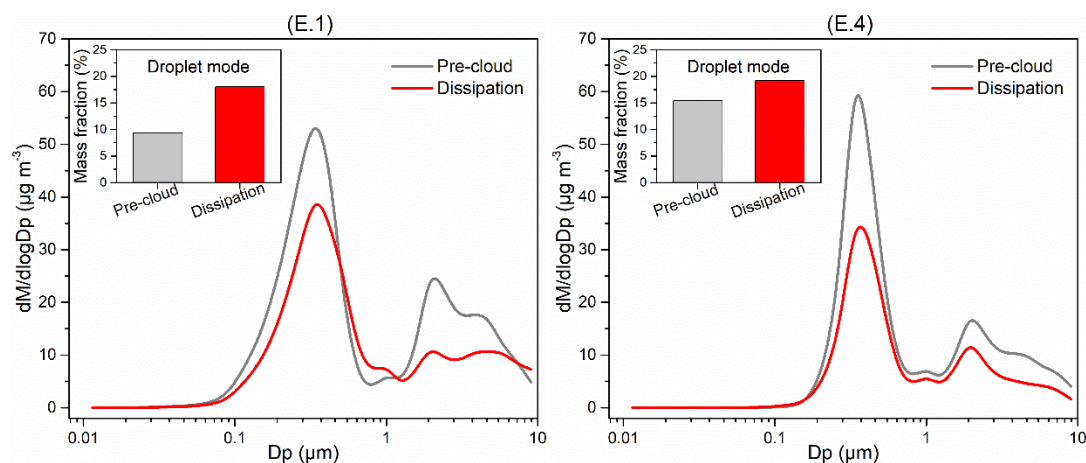 (E.1)
70
60
50
40
30
20
10
0
dM/dlogDp (µg m⁻³)
0.01
0.1
1
10
Dp (µm)
Pre-cloud
Dissipation
25
20
15
10
5
0
Mass fraction (%)
Droplet mode
Pre-cloud
Dissipation
(E.4)
70
60
50
40
30
20
10
0
dM/dlogDp (µg m⁻³)
0.01
0.1
1
10
Dp (µm)
Pre-cloud
Dissipation
25
20
15
10
5
0
Mass fraction (%)
Droplet mode
Pre-cloud
Dissipation